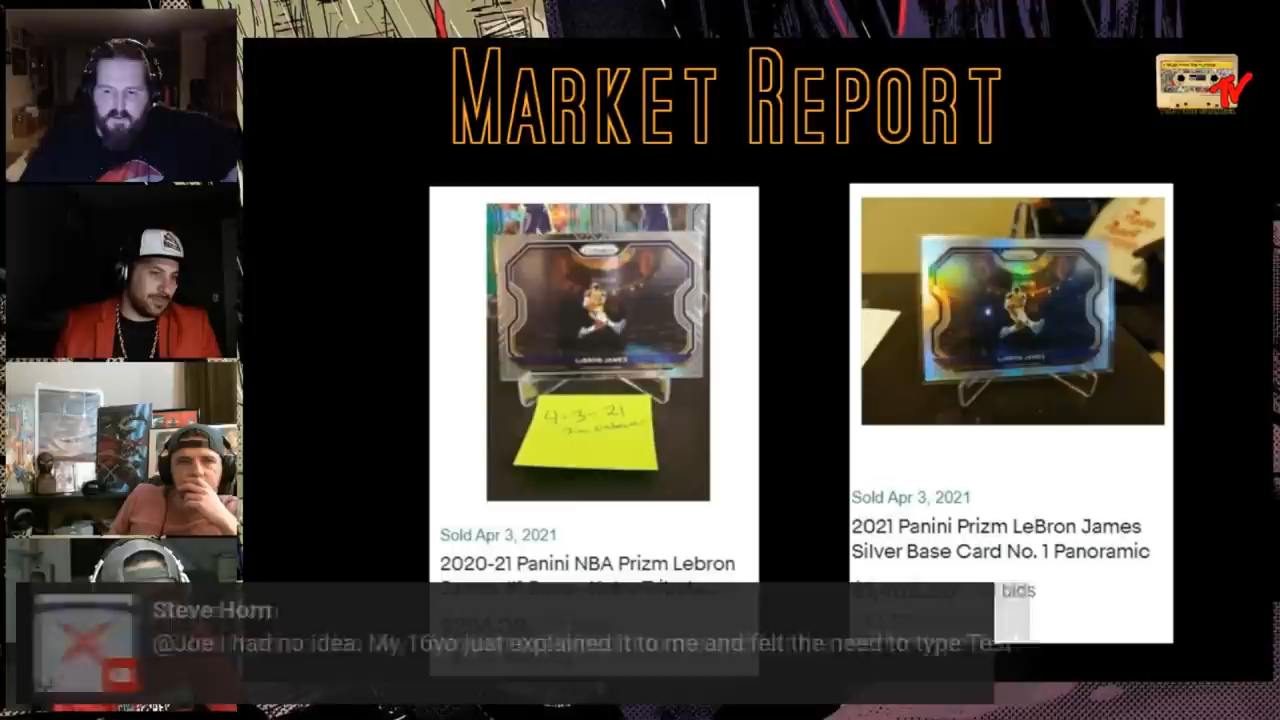 MARKET REPORT
TV
LEBRON JAMES
LEBRON JAMES
4-3-21
Sold Apr 3, 2021
2020-21 Panini NBA Prizm Lebron
Sold Apr 3, 2021
2021 Panini Prizm LeBron James
Silver Base Card No. 1 Panoramic
bids
Steve Horn
@Joe I had no idea. My 16yo just explained it to me and felt the need to type